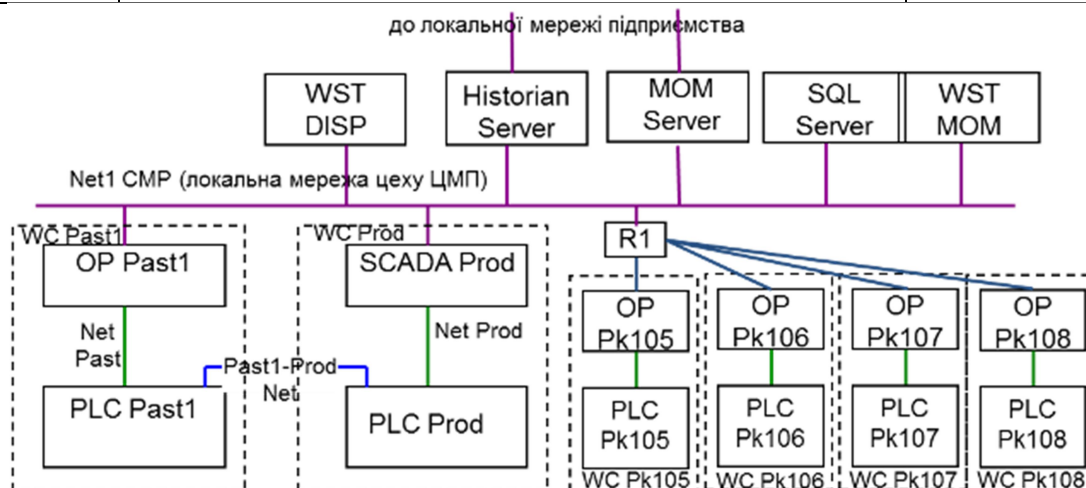 до локальної мережі підприємства
WST
DISP
Historian
Server
MOM
Server
SQL
Server
WST
MOM
Net1 CMP (локальна мережа цеху ЦМП)
WC Past1
OP Past1
WC Prod
SCADA Prod
R1
OP
Pk105
OP
Pk106
OP
Pk107
OP
Pk108
Net
Past
Net Prod
Past1-Prod
Net
PLC Past1
PLC Prod
PLC
Pk105
PLC
Pk106
PLC
Pk107
PLC
Pk108
WC Pk105
WC Pk106
WC Pk107
WC Pk108